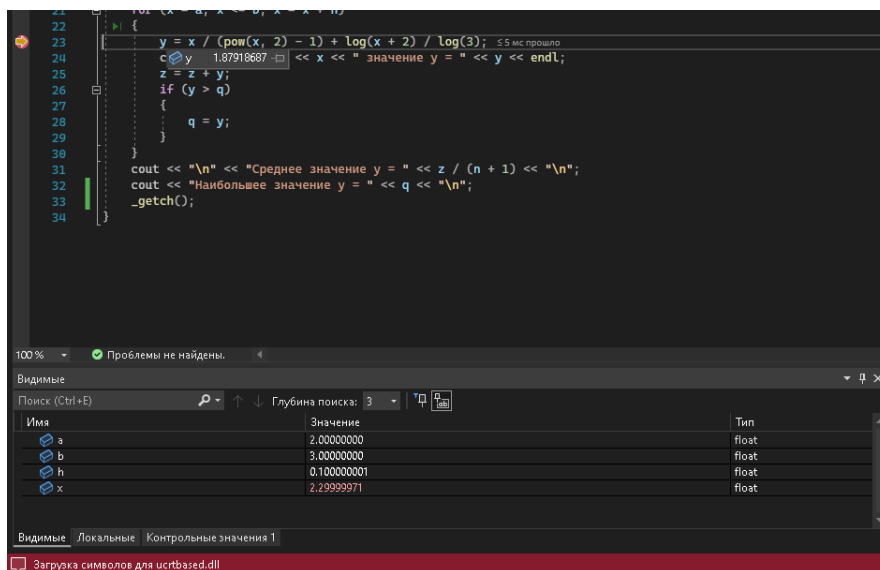 21 for (x = a; x <= b; x = x + h)
22 {
23 y = x / (pow(x, 2) - 1) + log(x + 2) / log(3); ≤5 мс прошло
24 c y 1.87918687 << x << " значение y = " << y << endl;
25 z = z + y;
26 if (y > q)
27 {
28 q = y;
29 }
30 }
31 cout << "\n" << "Среднее значение y = " << z / (n + 1) << "\n";
32 cout << "Наибольшее значение y = " << q << "\n";
33 _getch();
34 }
100 % Проблемы не найдены.
Видимые
Поиск (Ctrl+E) Глубина поиска: 3
Имя Значение Тип
a 2.00000000 float
b 3.00000000 float
h 0.100000001 float
x 2.29999971 float
Видимые Локальные Контрольные значения 1
Загрузка символов для ucrtbased.dll